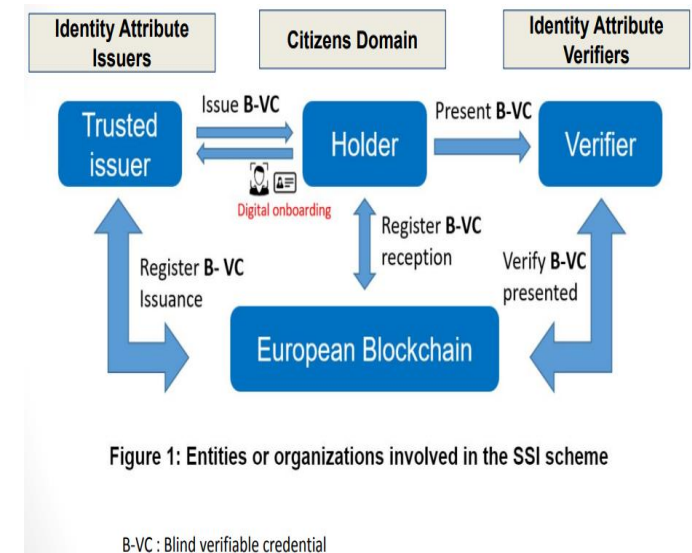 Identity Attribute
Issuers
Citizens Domain
Identity Attribute
Verifiers
Trusted
issuer
Issue B-VC
Digital onboarding
Holder
Present B-VC
Verifier
Register B- VC
Issuance
Register B-VC
reception
Verify B-VC
presented
European Blockchain
Figure 1: Entities or organizations involved in the SSI scheme
B-VC : Blind verifiable credential